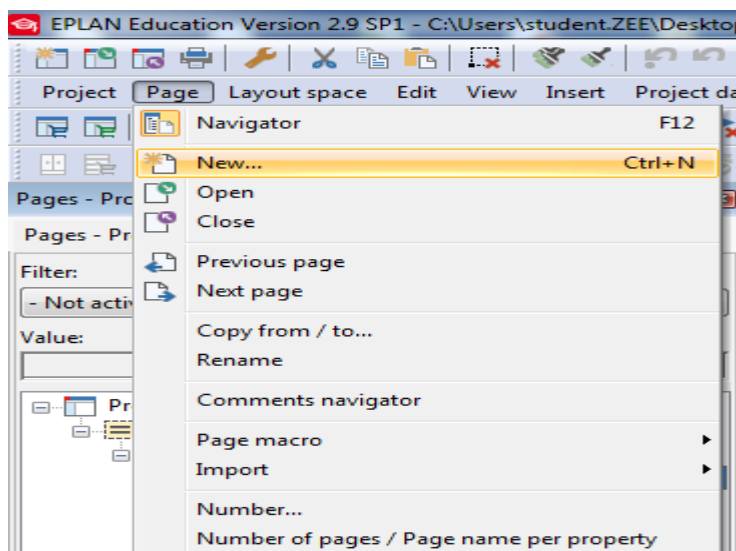 EPLAN Education Version 2.9 SP1 - C:\Users\student.ZEE\Desktop
Project Page Layout space Edit View Insert Project da
Navigator F12
New... Ctrl+N
Open
Pages - Pro
Close
Pages - Pr
Previous page
Filter:
Next page
- Not activ
Copy from / to...
Value:
Rename
Comments navigator
Pr
Page macro
Import
Number...
Number of pages / Page name per property